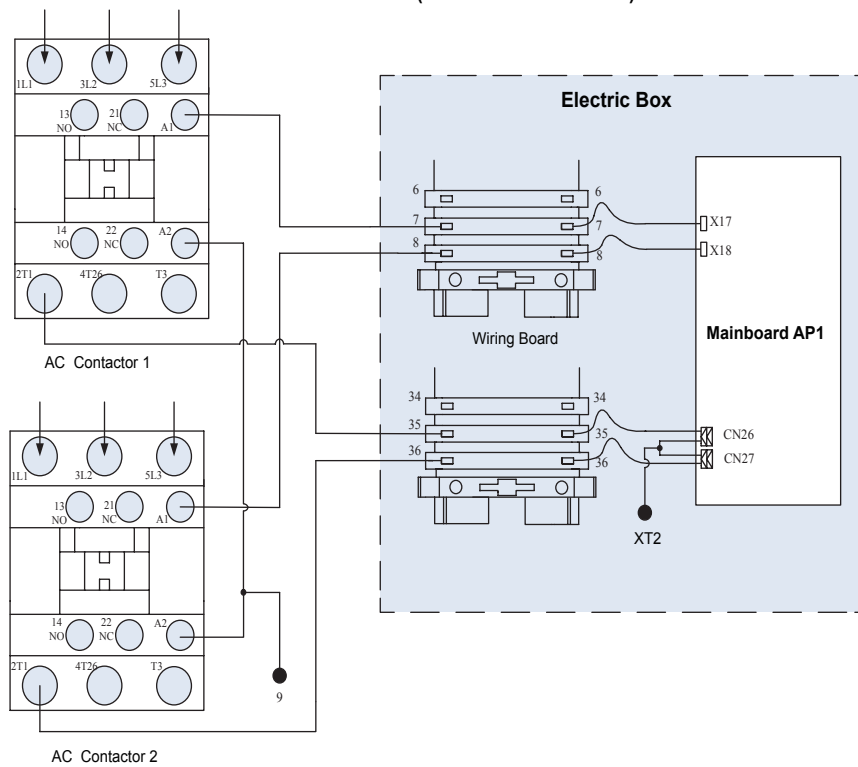 1L1 3L2 5L3
13 NO 21 NC A1
14 NO 22 NC A2
2T1 4T26 T3
AC Contactor 1
1L1 3L2 5L3
13 NO 21 NC A1
14 NO 22 NC A2
2T1 4T26 T3
AC Contactor 2
9
Electric Box
6 6
7 7
8 8
Wiring Board
34 34
35 35
36 36
X17
X18
Mainboard AP1
CN26
CN27
XT2